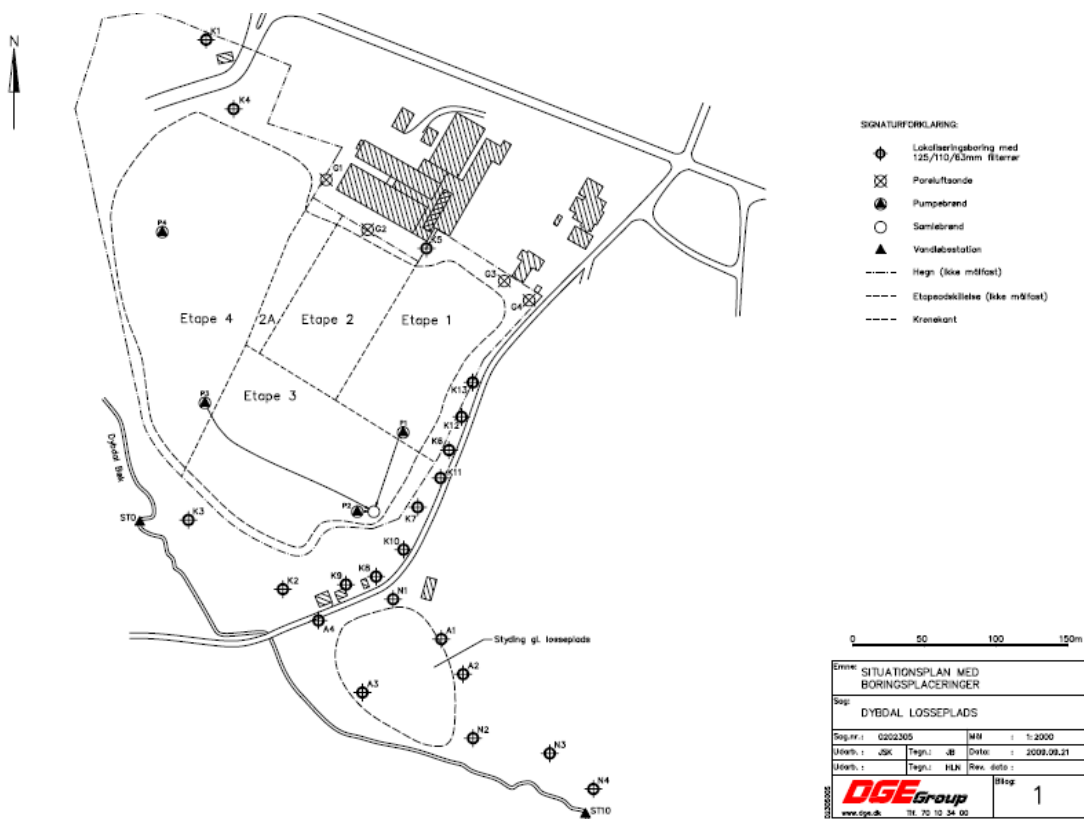 N
K1
K4
G1
P4
G2
K5
G3
G4
Etape 4
2A
Etape 2
Etape 1
K13
Etape 3
P3
K12
P1
K6
Dybdal Bæk
K11
K7
P2
ST0
K3
K10
K8
K9
K2
N1
A4
A1
Styding gl. losseplads
A2
A3
N2
N3
N4
ST10
SIGNATURFORKLARING:
Lokaliseringsboring med
125/110/63mm filterrør
Poreluftsonde
Pumpebrønd
Samlebrønd
Vandløbsstation
Hegn (ikke målfast)
Etapeadskillelse (ikke målfast)
Kronekant
0 50 100 150m
Emne: SITUATIONSPLAN MED
BORINGSPLACERINGER
Sag:
DYBDAL LOSSEPLADS
Sag.nr.: 0202305 Mål : 1:2000
Udarb. : JSK Tegn.: JB Dato: : 2009.09.21
Udarb. : Tegn.: HLN Rev. dato :
DGE Group
www.dge.dk Tlf. 70 10 34 00
Bilag:
1